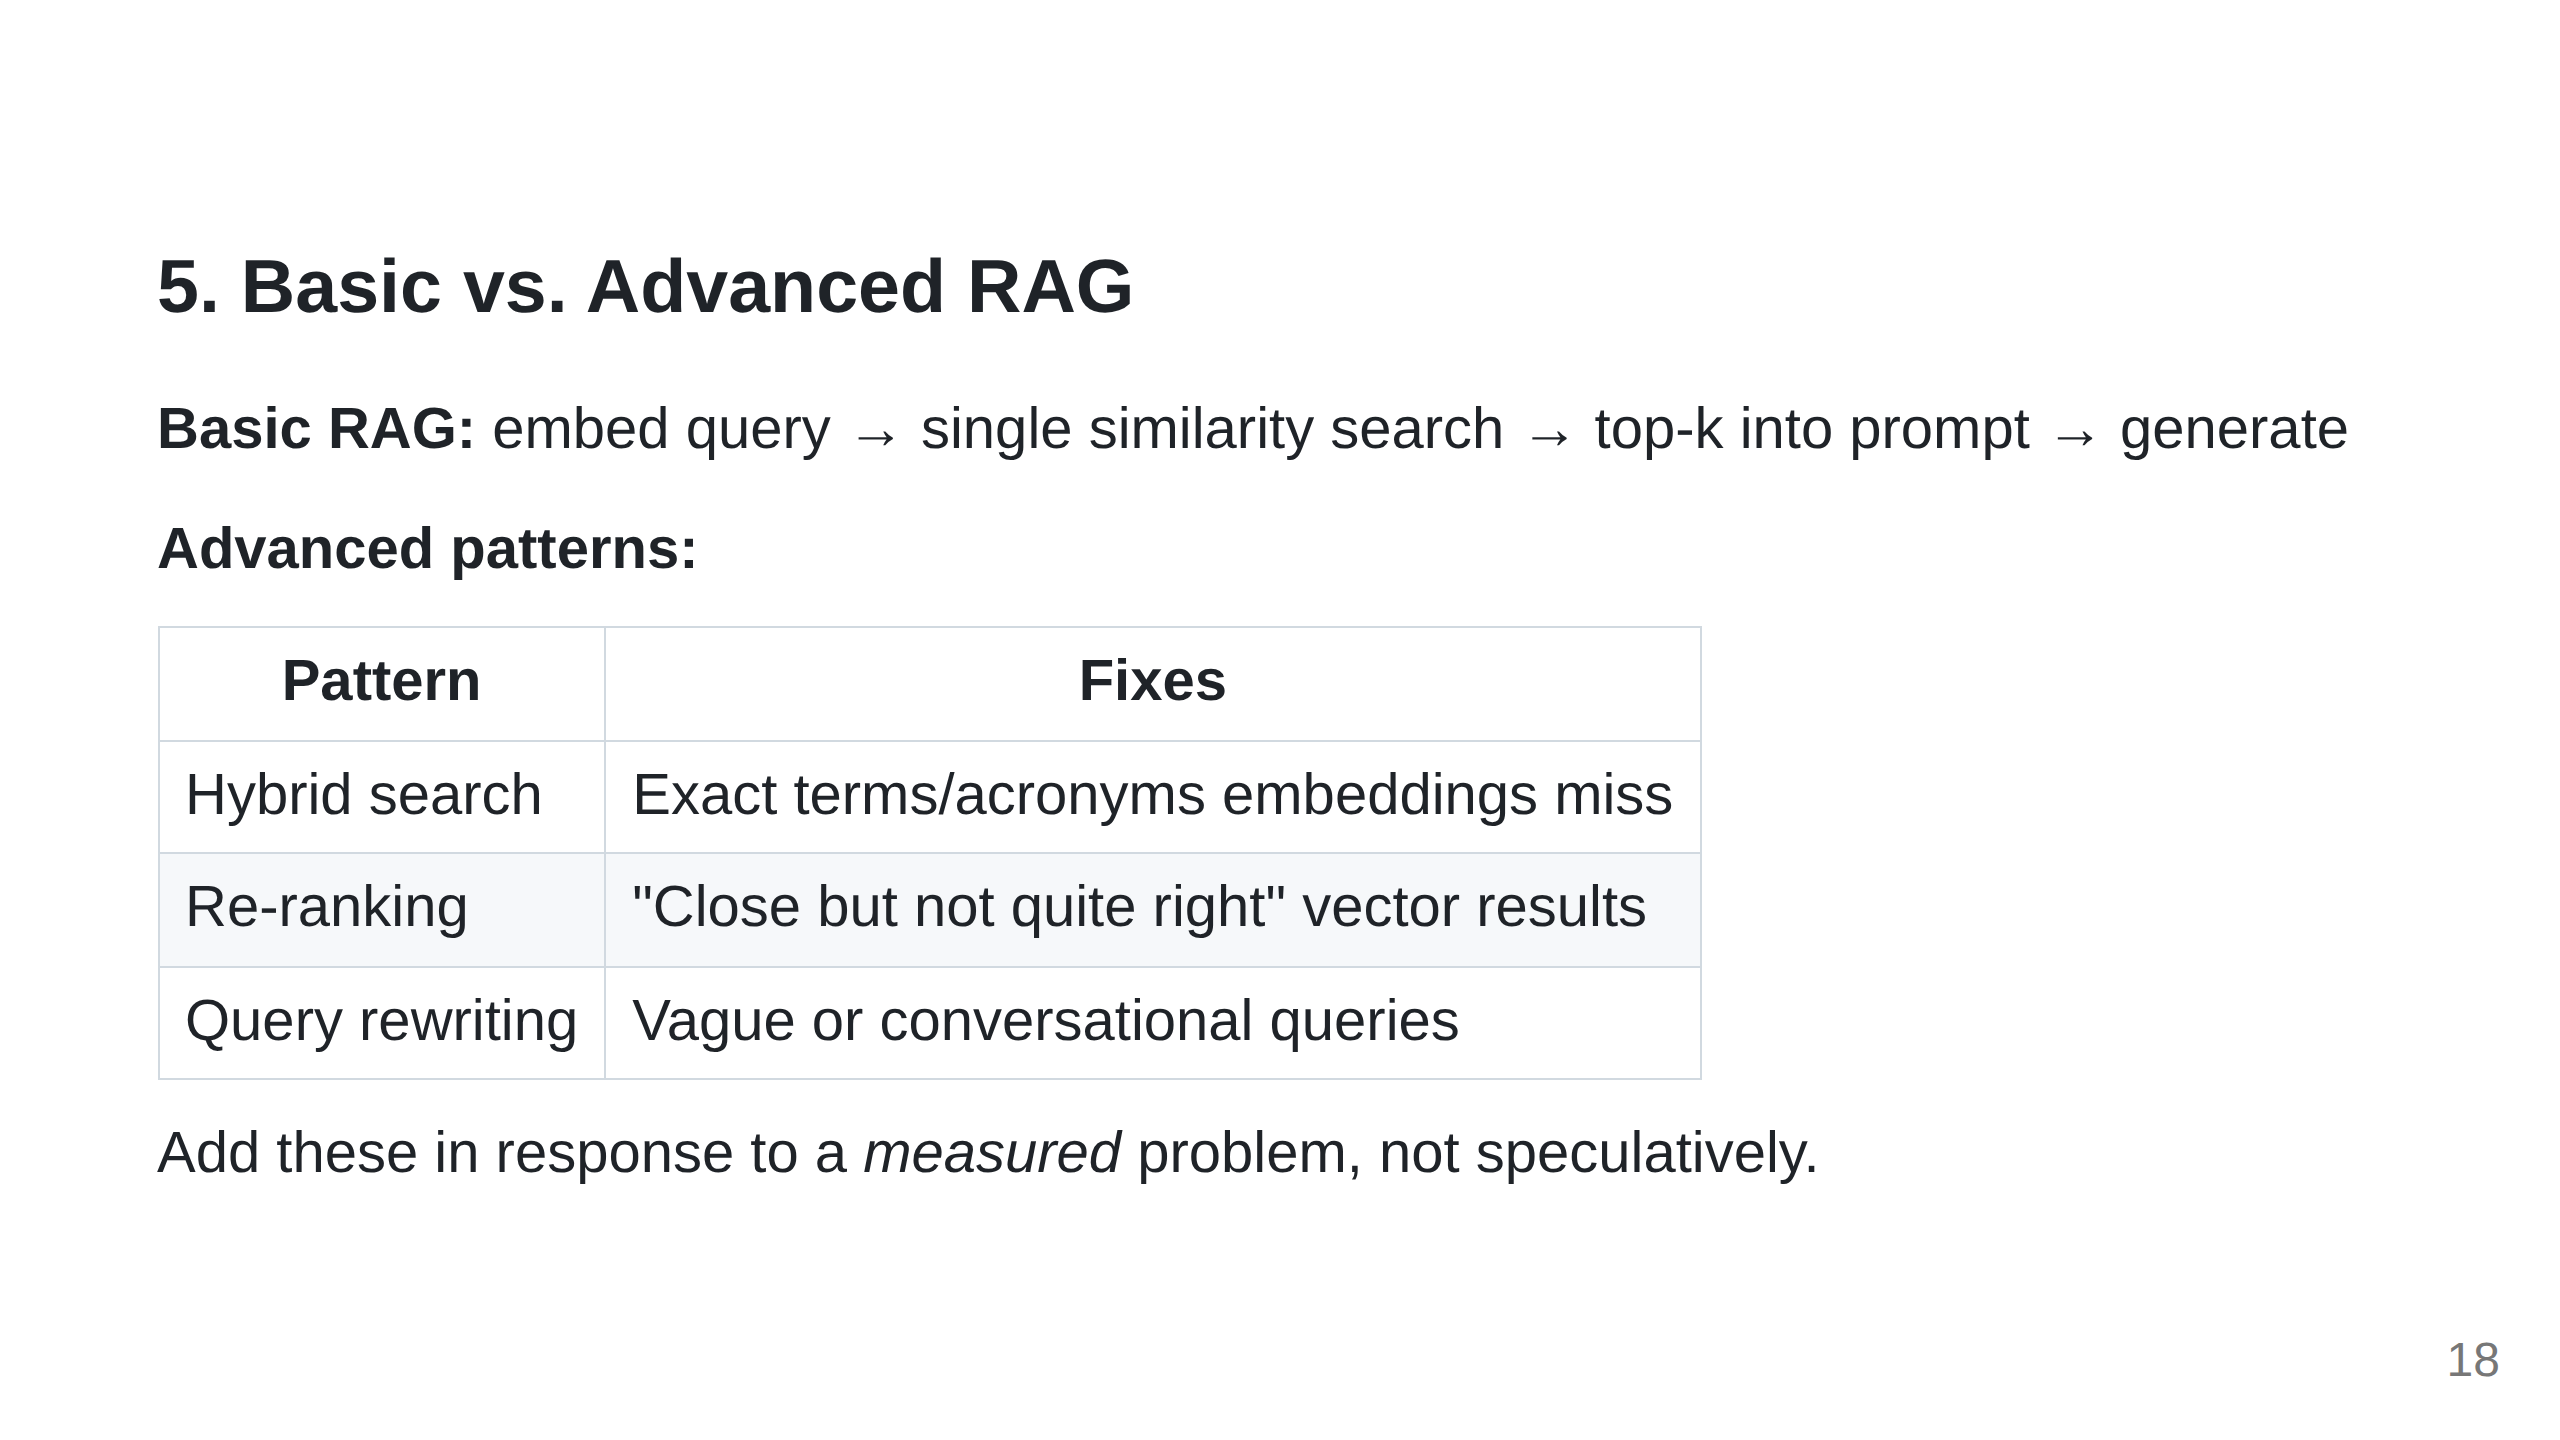 5. Basic vs. Advanced RAG
Basic RAG: embed query → single similarity search → top-k into prompt → generate
Advanced patterns:
Pattern Fixes
Hybrid search Exact terms/acronyms embeddings miss
Re-ranking "Close but not quite right" vector results
Query rewriting Vague or conversational queries
Add these in response to a measured problem, not speculatively.
18